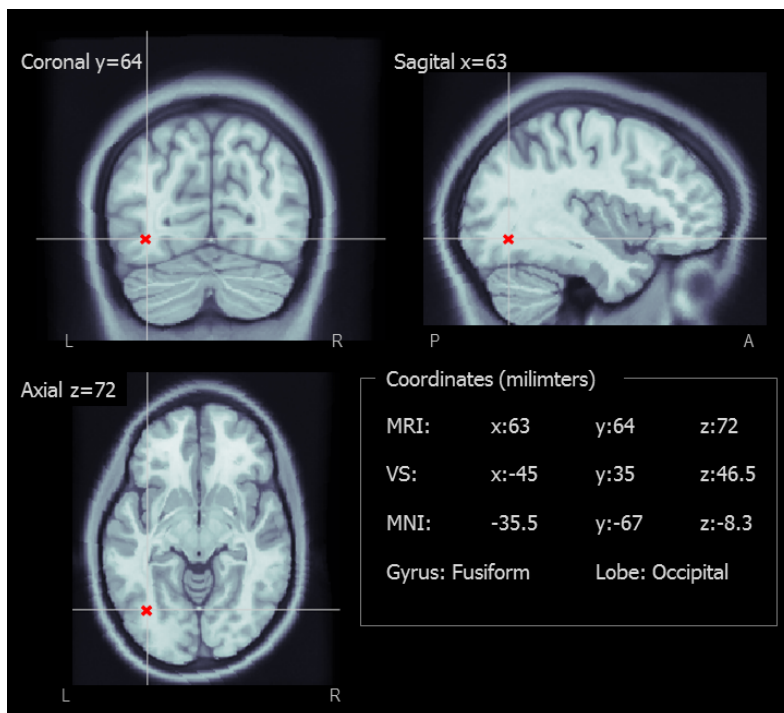 Coronal y=64
Sagital x=63
L R
P A
Axial z=72
Coordinates (milimters)
MRI: x:63 y:64 z:72
VS: x:-45 y:35 z:46.5
MNI: -35.5 y:-67 z:-8.3
Gyrus: Fusiform Lobe: Occipital
L R